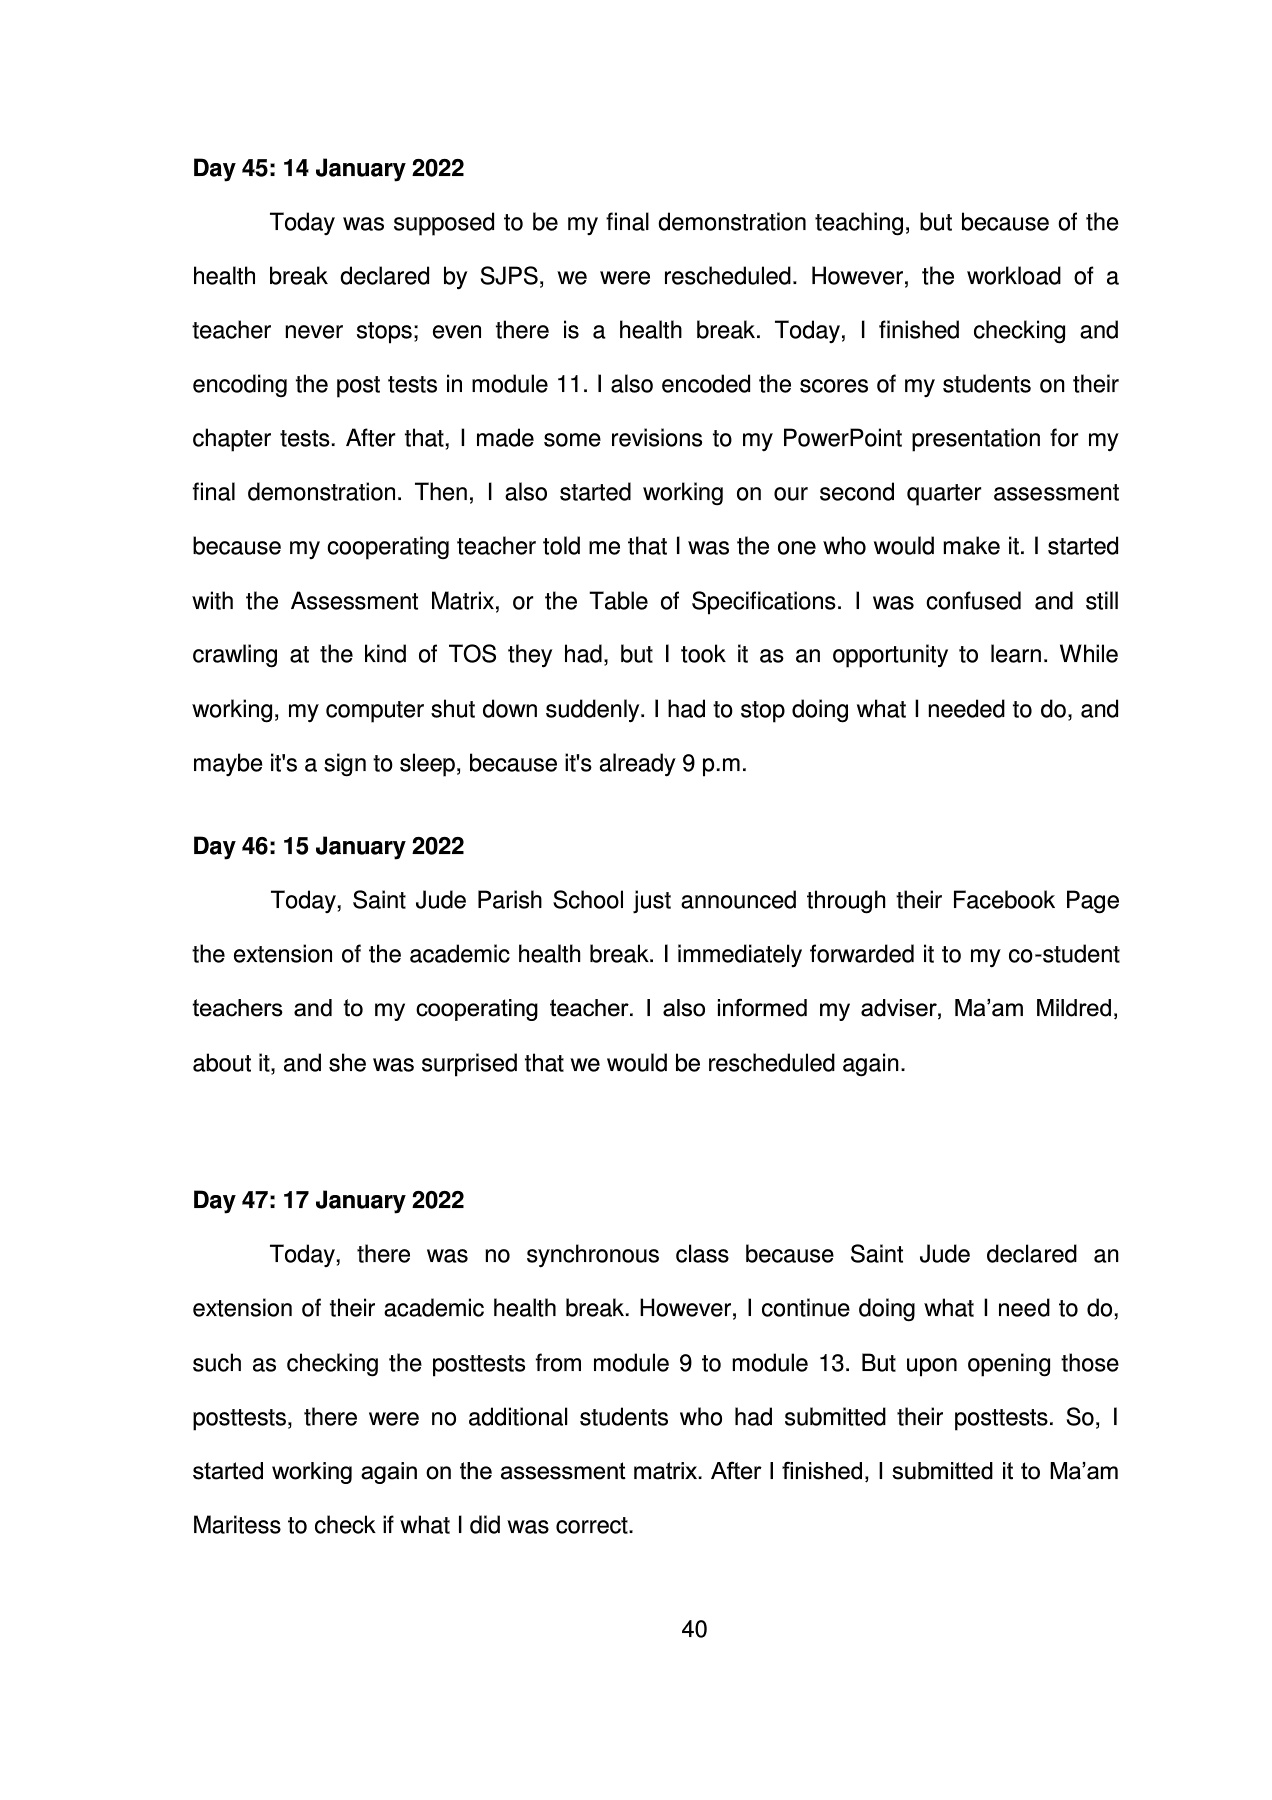 Day 45: 14 January 2022
Today was supposed to be my final demonstration teaching, but because of the
health break declared by SJPS, we were rescheduled. However, the workload of a
teacher never stops; even there is a health break. Today, I finished checking and
encoding the post tests in module 11. I also encoded the scores of my students on their
chapter tests. After that, I made some revisions to my PowerPoint presentation for my
final demonstration. Then, I also started working on our second quarter assessment
because my cooperating teacher told me that I was the one who would make it. I started
with the Assessment Matrix, or the Table of Specifications. I was confused and still
crawling at the kind of TOS they had, but I took it as an opportunity to learn. While
working, my computer shut down suddenly. I had to stop doing what I needed to do, and
maybe it's a sign to sleep, because it's already 9 p.m.
Day 46: 15 January 2022
Today, Saint Jude Parish School just announced through their Facebook Page
the extension of the academic health break. I immediately forwarded it to my co-student
teachers and to my cooperating teacher. I also informed my adviser, Ma’am Mildred,
about it, and she was surprised that we would be rescheduled again.
Day 47: 17 January 2022
Today, there was no synchronous class because Saint Jude declared an
extension of their academic health break. However, I continue doing what I need to do,
such as checking the posttests from module 9 to module 13. But upon opening those
posttests, there were no additional students who had submitted their posttests. So, I
started working again on the assessment matrix. After I finished, I submitted it to Ma’am
Maritess to check if what I did was correct.
40